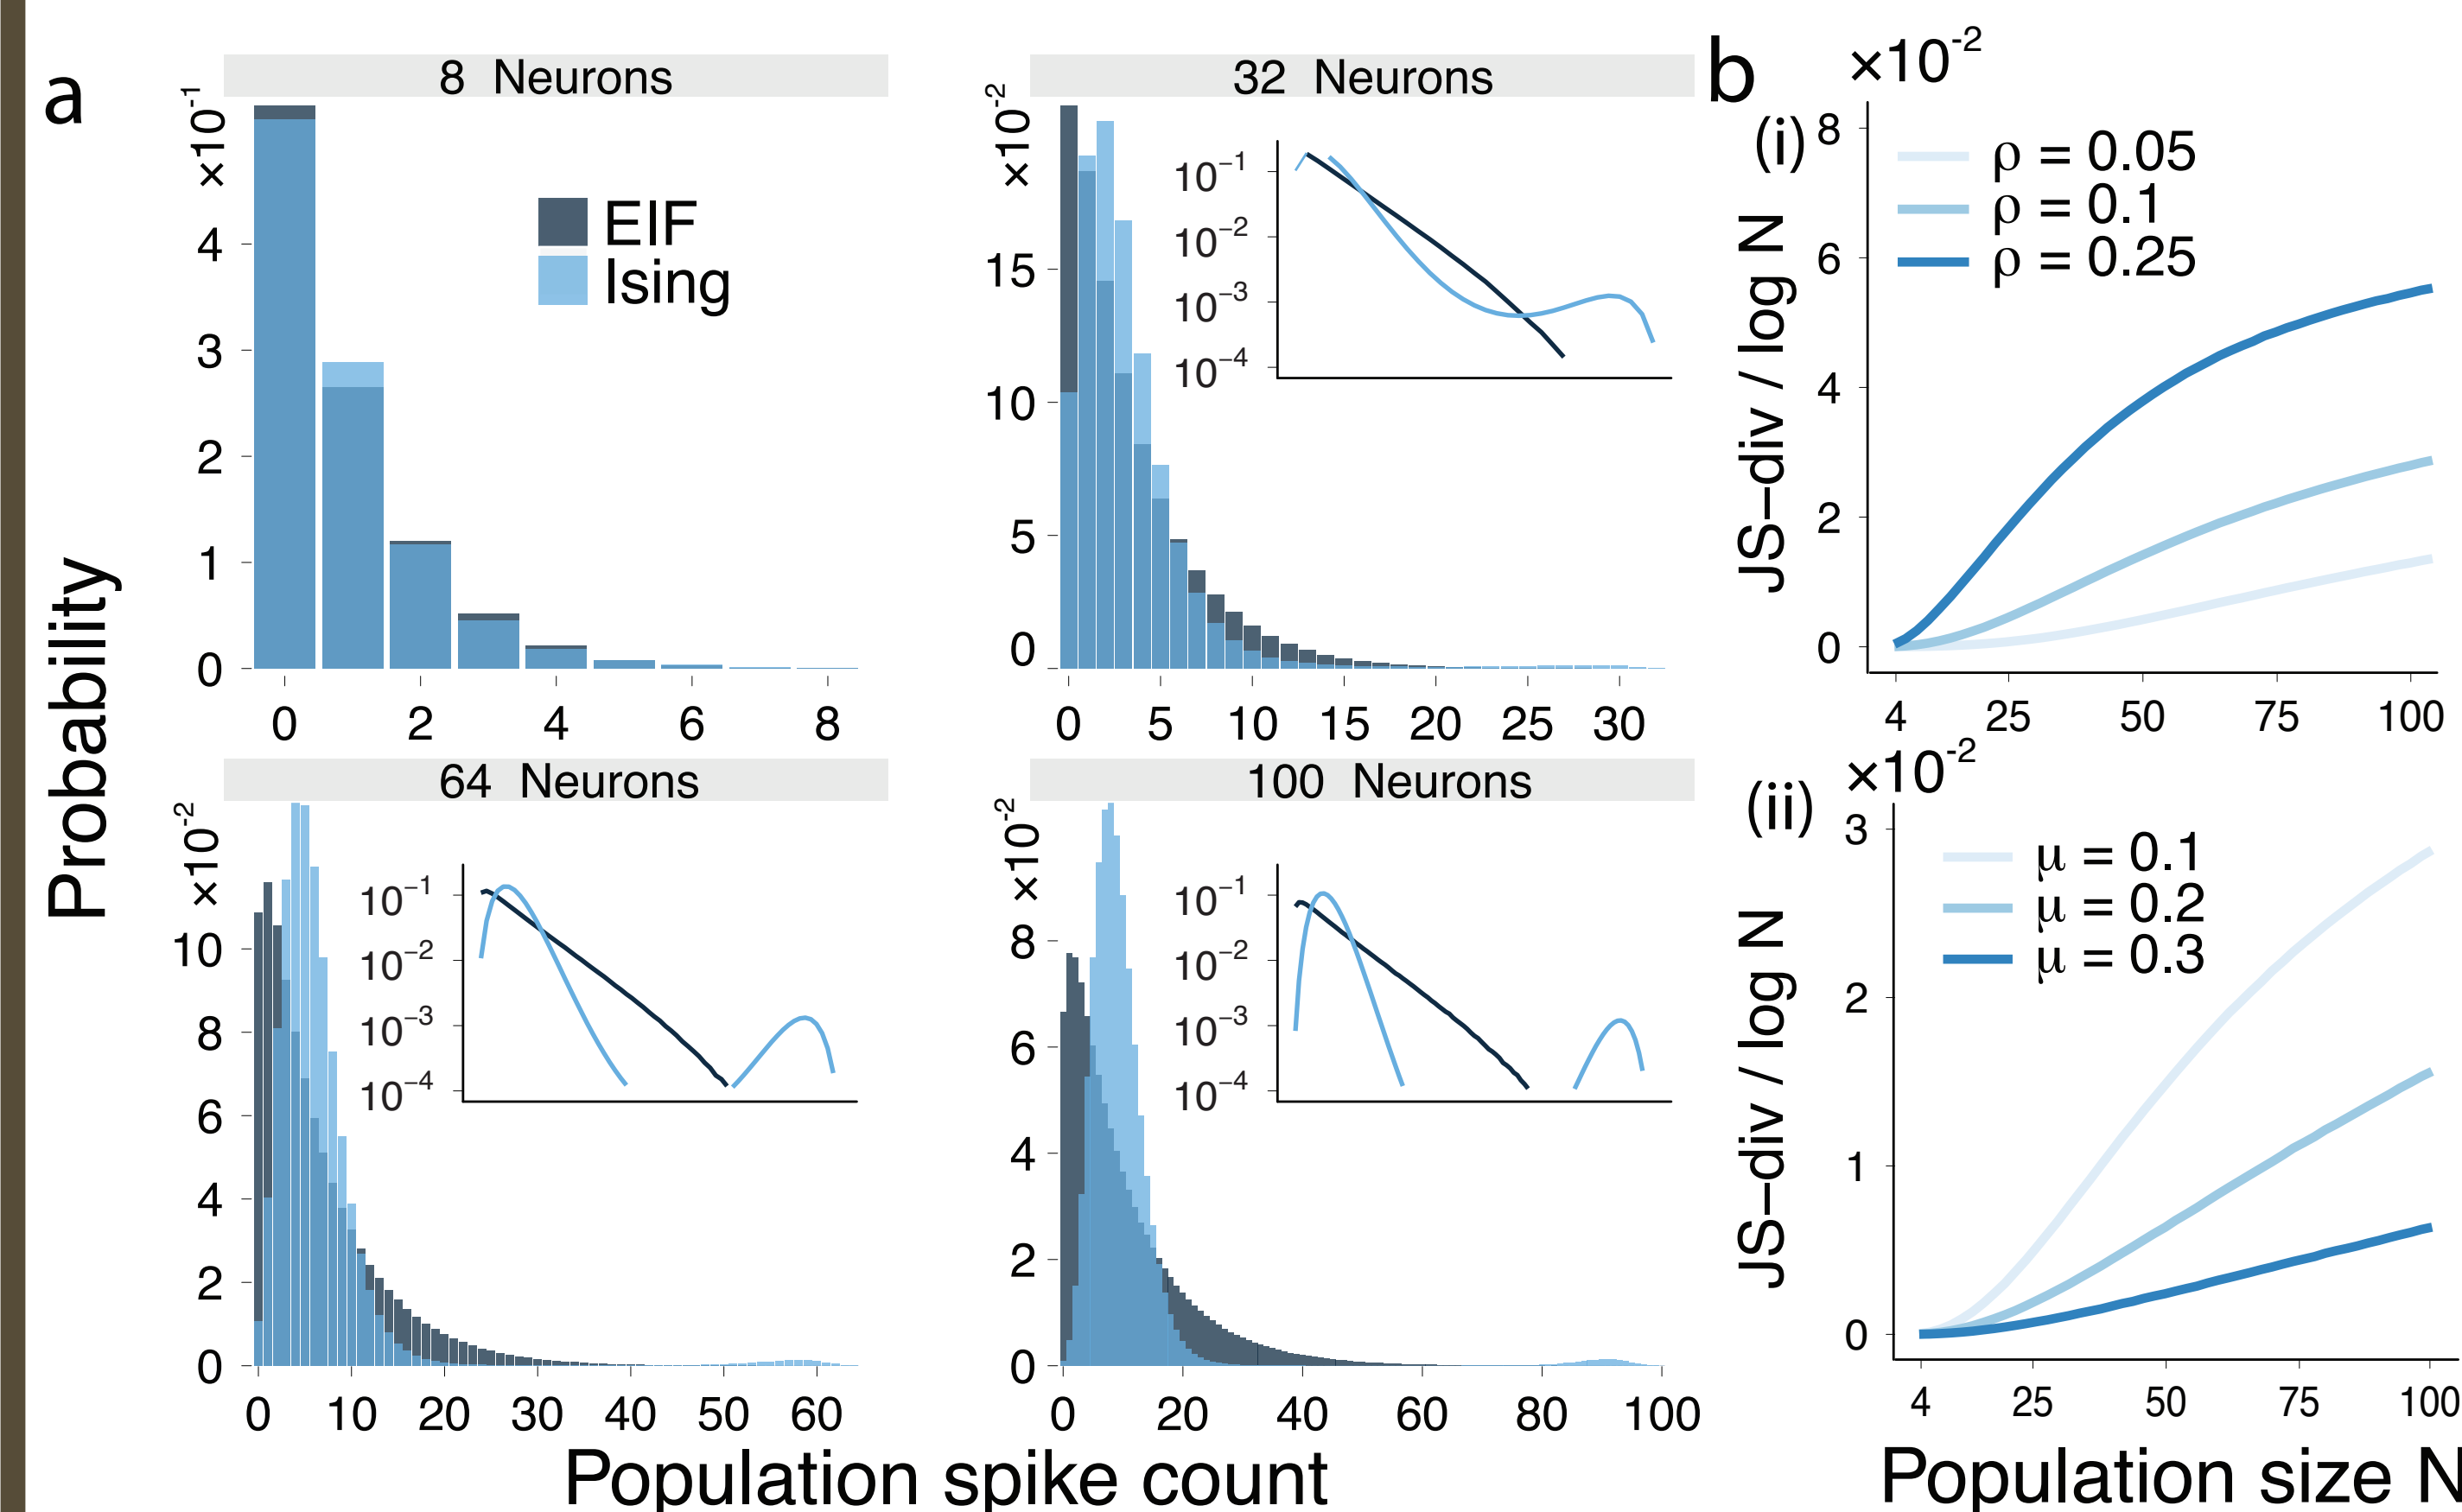 a
8 Neurons
×10-1
4
3
2
1
0
0 2 4 6 8
EIF
Ising
32 Neurons
×10-2
15
10
5
0
0 5 10 15 20 25 30
10−1
10−2
10−3
10−4
64 Neurons
×10-2
10
8
6
4
2
0
0 10 20 30 40 50 60
10−1
10−2
10−3
10−4
100 Neurons
×10-2
8
6
4
2
0
0 20 40 60 80 100
10−1
10−2
10−3
10−4
Probability
Population spike count
b
×10-2
(i)
8
6
4
2
0
ρ = 0.05
ρ = 0.1
ρ = 0.25
JS−div / log N
4 25 50 75 100
×10-2
(ii)
3
2
1
0
μ = 0.1
μ = 0.2
μ = 0.3
JS−div / log N
4 25 50 75 100
Population size N